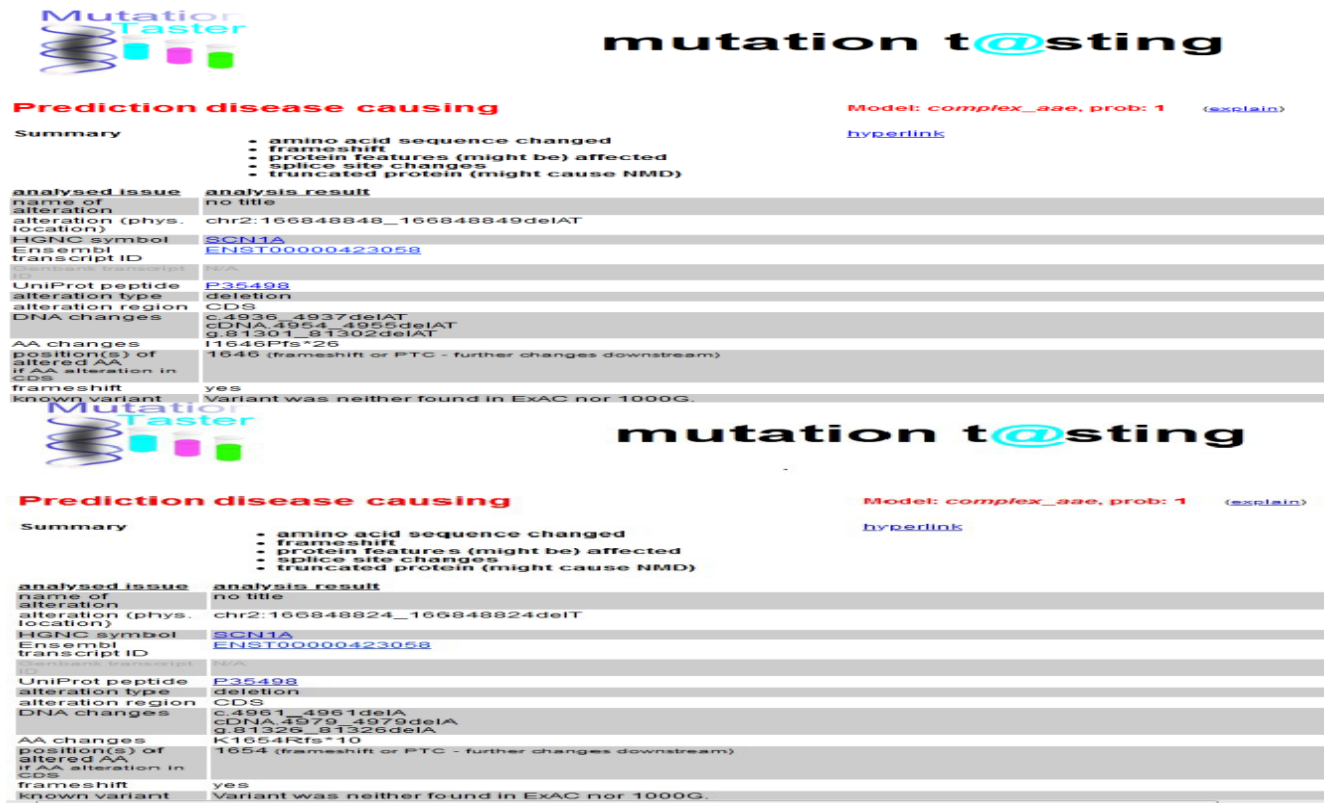 Mutation
Taster
mutation t@sting
Prediction disease causing
Model: complex_aae, prob: 1 (explain)
Summary
hyperlink
• amino acid sequence changed
• frameshift
• protein features (might be) affected
• splice site changes
• truncated protein (might cause NMD)
analysed issue analysis result
name of
alteration
no title
alteration (phys.
location)
chr2:166848848_166848849delAT
HGNC symbol SCN1A
Ensembl
transcript ID
ENST00000423058
Genbank transcript
ID
N/A
UniProt peptide P35498
alteration type deletion
alteration region CDS
DNA changes c.4936_4937delAT
cDNA.4954_4955delAT
g.81301_81302delAT
AA changes I1646Pfs*26
position(s) of
altered AA
if AA alteration in
CDS
1646 (frameshift or PTC - further changes downstream)
frameshift yes
known variant Variant was neither found in ExAC nor 1000G.
Mutation
Taster
mutation t@sting
Prediction disease causing
Model: complex_aae, prob: 1 (explain)
Summary
hyperlink
• amino acid sequence changed
• frameshift
• protein features (might be) affected
• splice site changes
• truncated protein (might cause NMD)
analysed issue analysis result
name of
alteration
no title
alteration (phys.
location)
chr2:166848824_166848824delT
HGNC symbol SCN1A
Ensembl
transcript ID
ENST00000423058
Genbank transcript
ID
N/A
UniProt peptide P35498
alteration type deletion
alteration region CDS
DNA changes c.4961_4961delA
cDNA.4979_4979delA
g.81326_81326delA
AA changes K1654Rfs*10
position(s) of
altered AA
if AA alteration in
CDS
1654 (frameshift or PTC - further changes downstream)
frameshift yes
known variant Variant was neither found in ExAC nor 1000G.